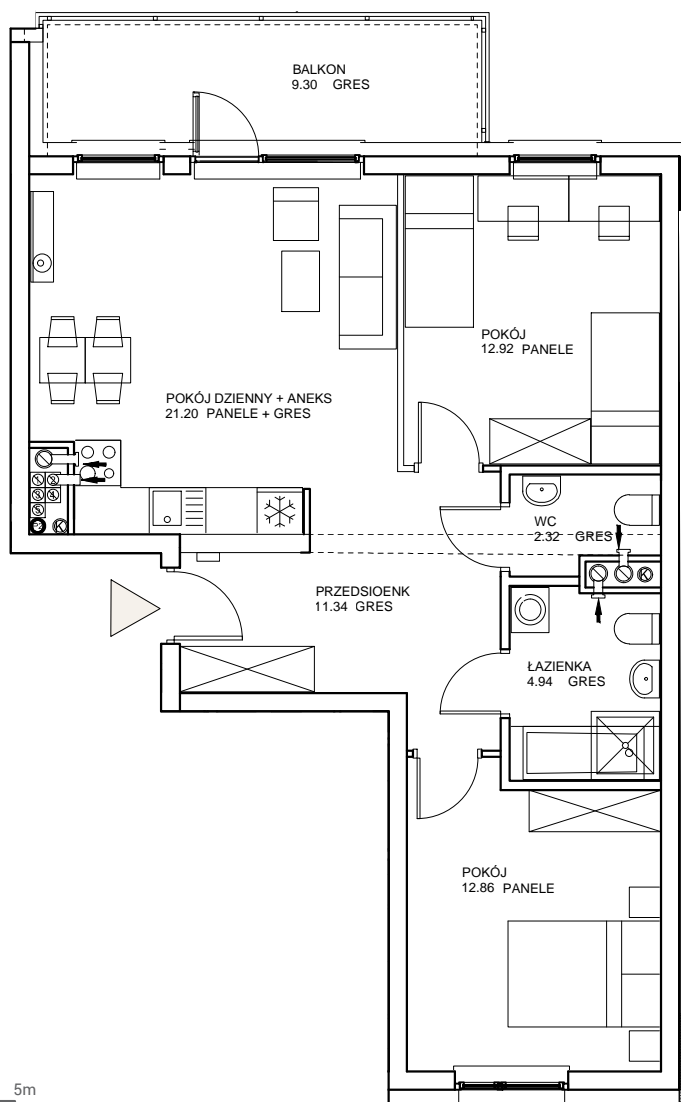 BALKON
9.30 GRES
POKÓJ
12.92 PANELE
POKÓJ DZIENNY + ANEKS
21.20 PANELE + GRES
WC
2.32 GRES
PRZEDSIOENK
11.34 GRES
ŁAZIENKA
4.94 GRES
POKÓJ
12.86 PANELE
5m